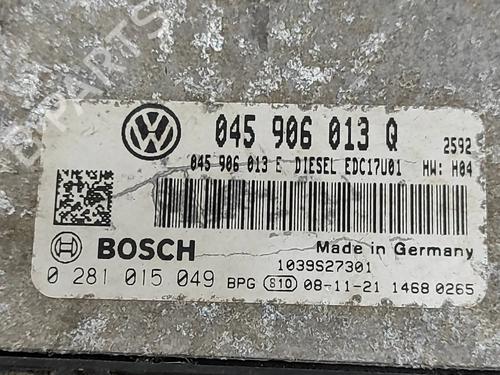 045 906 013 Q 2592
045 906 013 E DIESEL EDC17U01 HW: H04
BOSCH Made in Germany
1039S27301
0 281 015 049 BPG S10 08-11-21 1468 0265